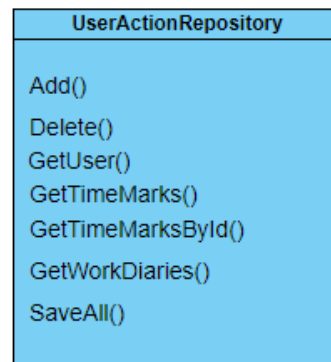 UserActionRepository
Add()
Delete()
GetUser()
GetTimeMarks()
GetTimeMarksById()
GetWorkDiaries()
SaveAll()